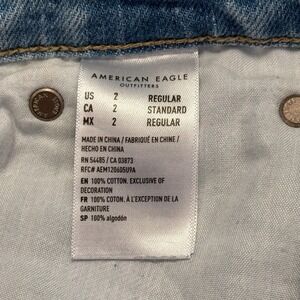 AMERICAN EAGLE
OUTFITTERS
US 2 REGULAR
CA 2 STANDARD
MX 2 REGULAR
MADE IN CHINA / FABRIQUÉ EN CHINE /
HECHO EN CHINA
RN 54485 / CA 03873
RFC# AEM120605U9A
EN 100% COTTON. EXCLUSIVE OF
DECORATION
FR 100% COTON. À L'EXCEPTION DE LA
GARNITURE
SP 100% algodón